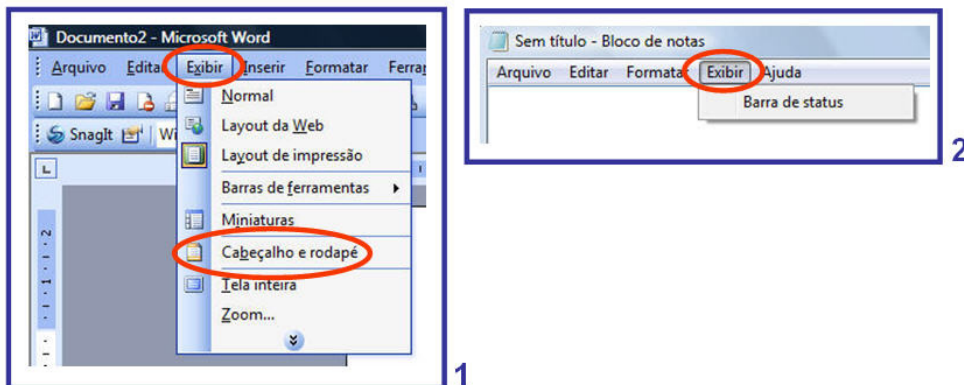 Documento2 - Microsoft Word
Arquivo Editar Exibir Inserir Formatar
SnagIt
Normal
Layout da Web
Layout de impressão
Barras de ferramentas
Miniaturas
Cabeçalho e rodapé
Tela inteira
Zoom...
1
Sem título - Bloco de notas
Arquivo Editar Formatar Exibir Ajuda
Barra de status
2